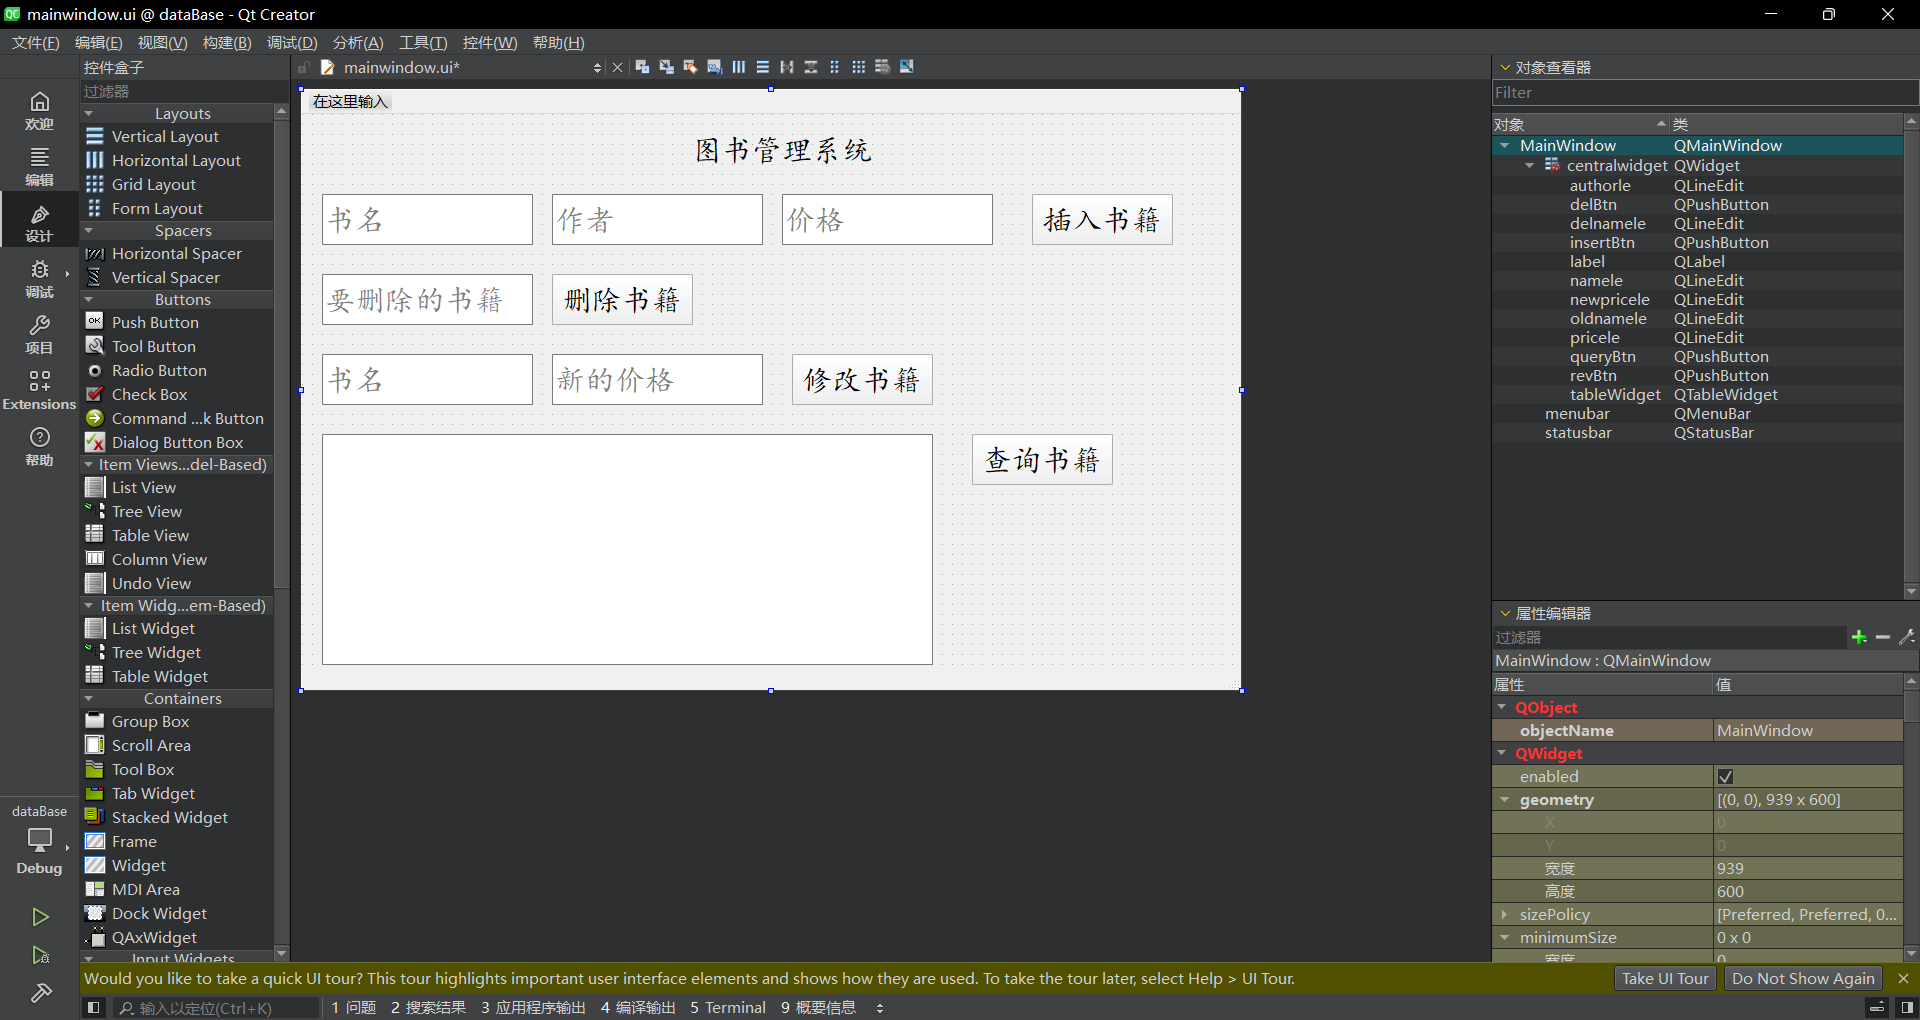 mainwindow.ui @ dataBase - Qt Creator
文件(F) 编辑(E) 视图(V) 构建(B) 调试(D) 分析(A) 工具(T) 控件(W) 帮助(H)
欢迎
编辑
设计
调试
项目
Extensions
帮助
dataBase
Debug
控件盒子
过滤器
Layouts
Vertical Layout
Horizontal Layout
Grid Layout
Form Layout
Spacers
Horizontal Spacer
Vertical Spacer
Buttons
Push Button
Tool Button
Radio Button
Check Box
Command ...k Button
Dialog Button Box
Item Views...del-Based)
List View
Tree View
Table View
Column View
Undo View
Item Widg...em-Based)
List Widget
Tree Widget
Table Widget
Containers
Group Box
Scroll Area
Tool Box
Tab Widget
Stacked Widget
Frame
Widget
MDI Area
Dock Widget
QAxWidget
Input Widgets
mainwindow.ui*
在这里输入
图书管理系统
书名 作者 价格 插入书籍
要删除的书籍 删除书籍
书名 新的价格 修改书籍
查询书籍
对象查看器
Filter
对象 类
MainWindow QMainWindow
centralwidget QWidget
authorle QLineEdit
delBtn QPushButton
delnamele QLineEdit
insertBtn QPushButton
label QLabel
namele QLineEdit
newpricele QLineEdit
oldnamele QLineEdit
pricele QLineEdit
queryBtn QPushButton
revBtn QPushButton
tableWidget QTableWidget
menubar QMenuBar
statusbar QStatusBar
属性编辑器
过滤器
MainWindow : QMainWindow
属性 值
QObject
objectName MainWindow
QWidget
enabled
geometry [(0, 0), 939 x 600]
X 0
Y 0
宽度 939
高度 600
sizePolicy [Preferred, Preferred, 0...
minimumSize 0 x 0
宽度 0
Would you like to take a quick UI tour? This tour highlights important user interface elements and shows how they are used. To take the tour later, select Help > UI Tour. Take UI Tour Do Not Show Again
输入以定位(Ctrl+K) 1 问题 2 搜索结果 3 应用程序输出 4 编译输出 5 Terminal 9 概要信息